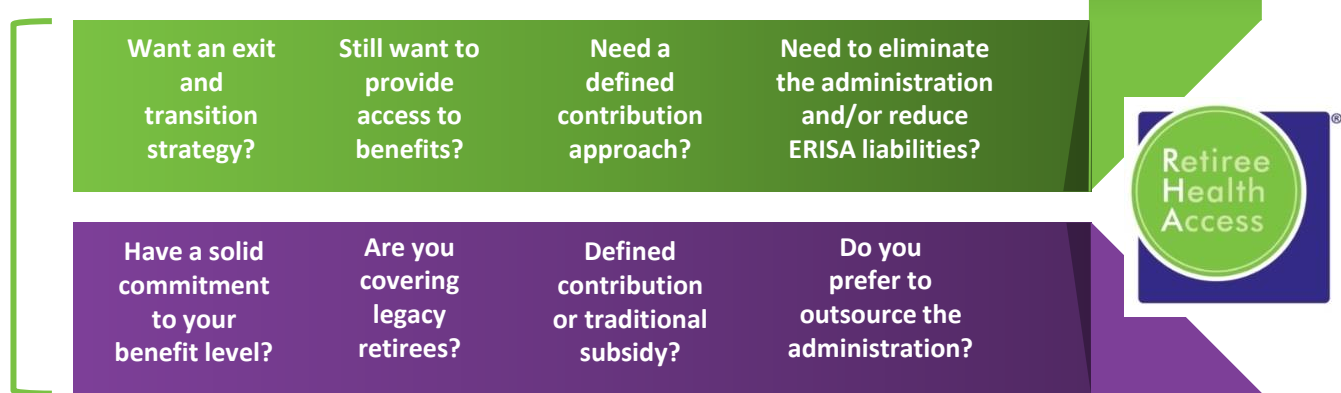 Want an exit
and
transition
strategy?
Still want to
provide
access to
benefits?
Need a
defined
contribution
approach?
Need to eliminate
the administration
and/or reduce
ERISA liabilities?
Retiree
Health
Access
®
Have a solid
commitment
to your
benefit level?
Are you
covering
legacy
retirees?
Defined
contribution
or traditional
subsidy?
Do you
prefer to
outsource the
administration?